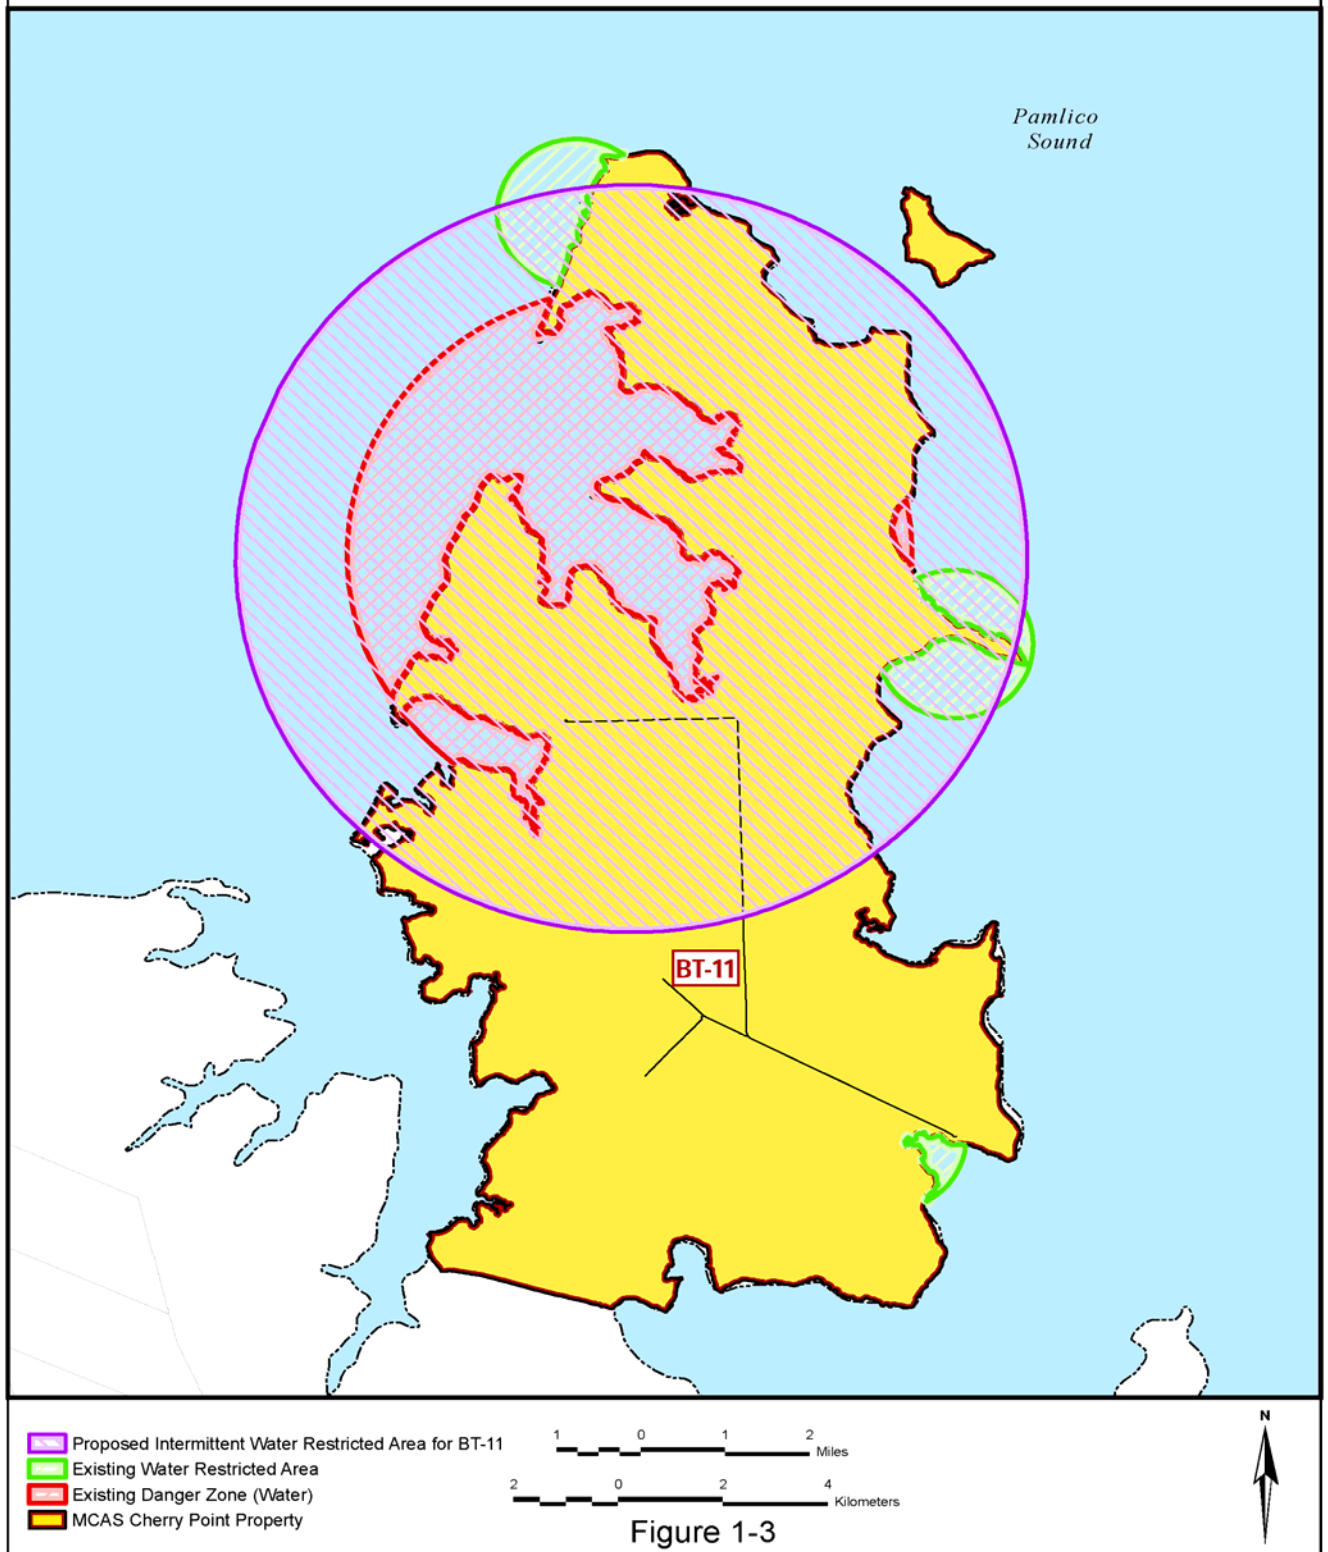 Pamlico
Sound
BT-11
Proposed Intermittent Water Restricted Area for BT-11
Existing Water Restricted Area
Existing Danger Zone (Water)
MCAS Cherry Point Property
1 0 1 2
Miles
2 0 2 4
Kilometers
Figure 1-3
N